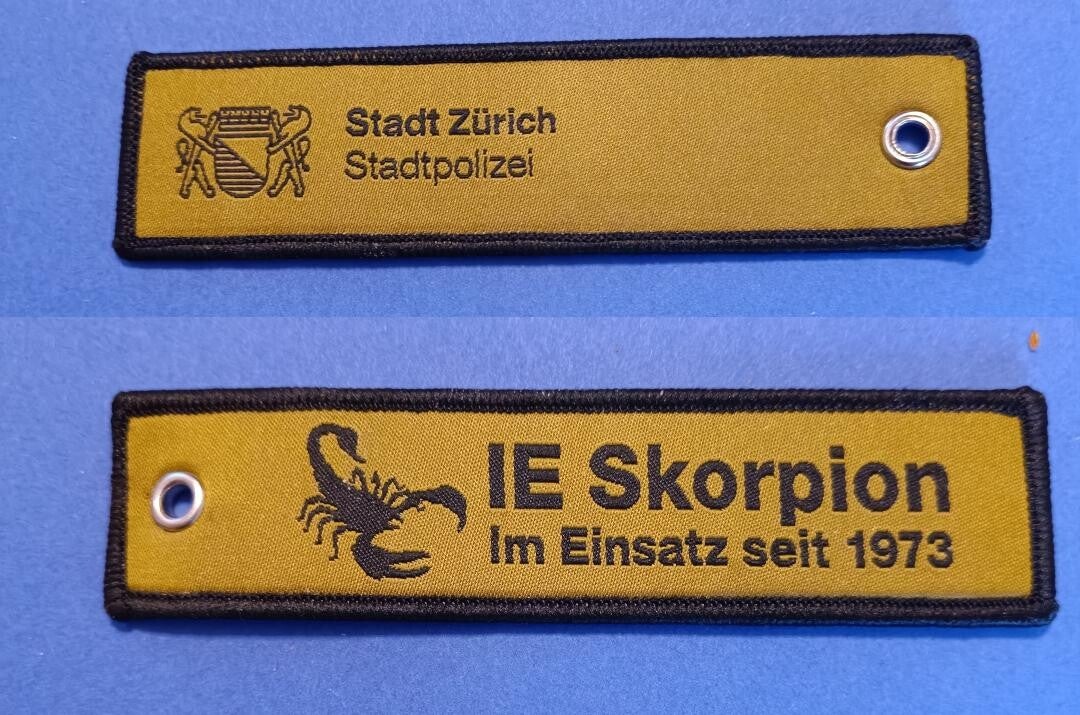 Stadt Zürich
Stadtpolizei
IE Skorpion
Im Einsatz seit 1973